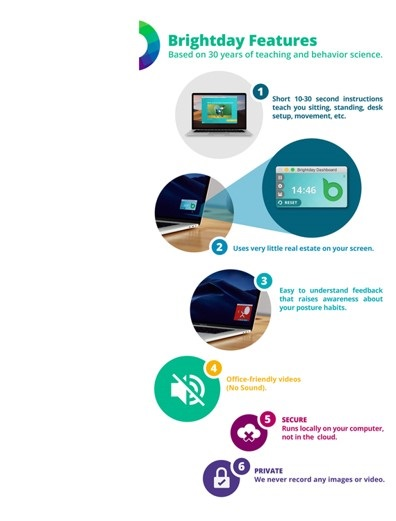 Brightday Features
Based on 30 years of teaching and behavior science.
1
Short 10-30 second instructions
teach you sitting, standing, desk
setup, movement, etc.
Brightday Dashboard
14:46
RESET
2
Uses very little real estate on your screen.
3
Easy to understand feedback
that raises awareness about
your posture habits.
4
Office-friendly videos
(No Sound).
5
SECURE
Runs locally on your computer,
not in the cloud.
6
PRIVATE
We never record any images or video.